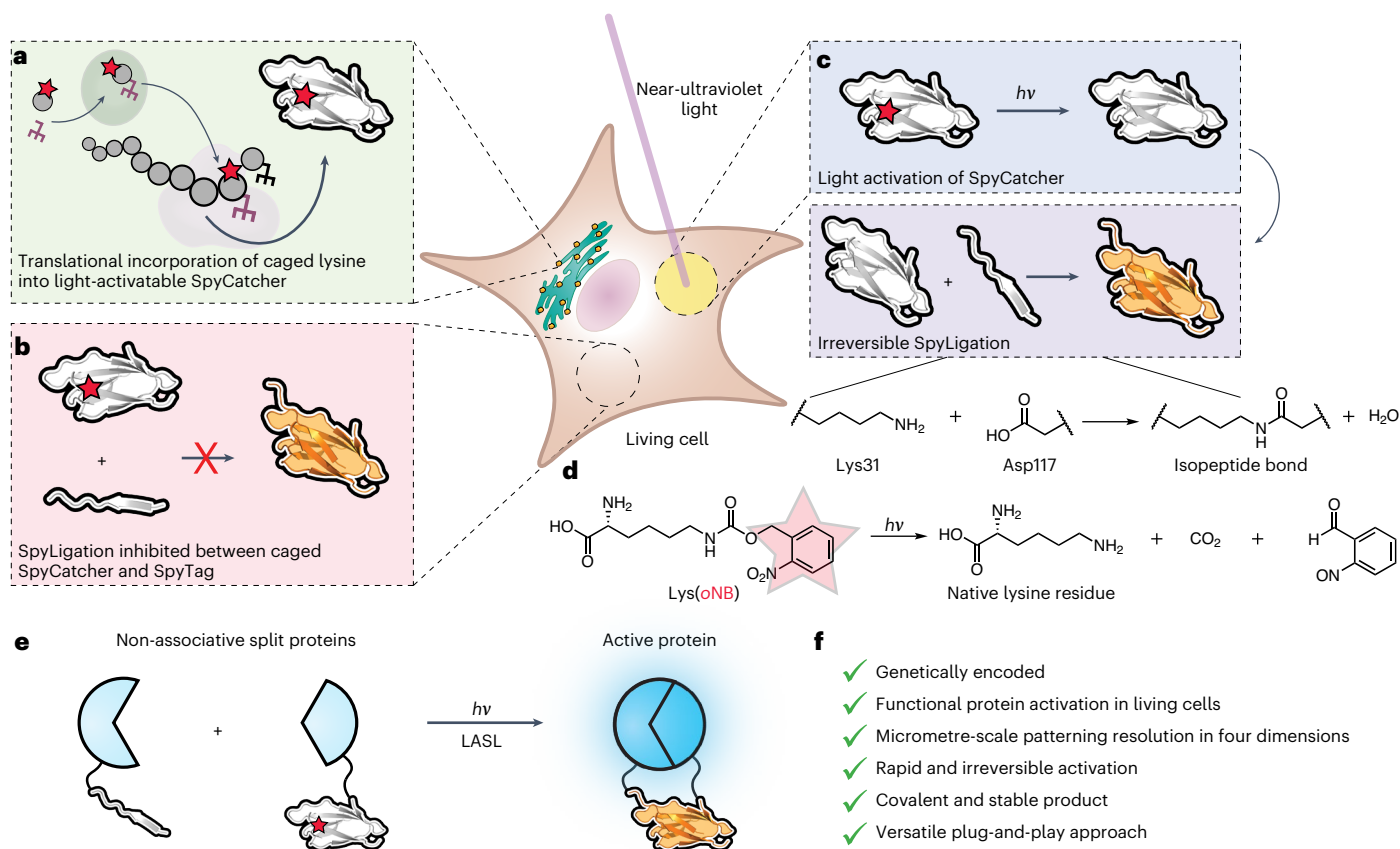 a
Translational incorporation of caged lysine
into light-activatable SpyCatcher
b
+
SpyLigation inhibited between caged
SpyCatcher and SpyTag
Near-ultraviolet
light
Living cell
c
hν
Light activation of SpyCatcher
+
Irreversible SpyLigation
NH₂
+
O
HO
O
N
H
+ H₂O
Lys31
Asp117
Isopeptide bond
d
NH₂
HO
O
N
H
O
O
O₂N
Lys(oNB)
hν
NH₂
HO
O
NH₂
Native lysine residue
+
CO₂
+
O
H
ON
e
Non-associative split proteins
+
hν
LASL
Active protein
f
Genetically encoded
Functional protein activation in living cells
Micrometre-scale patterning resolution in four dimensions
Rapid and irreversible activation
Covalent and stable product
Versatile plug-and-play approach